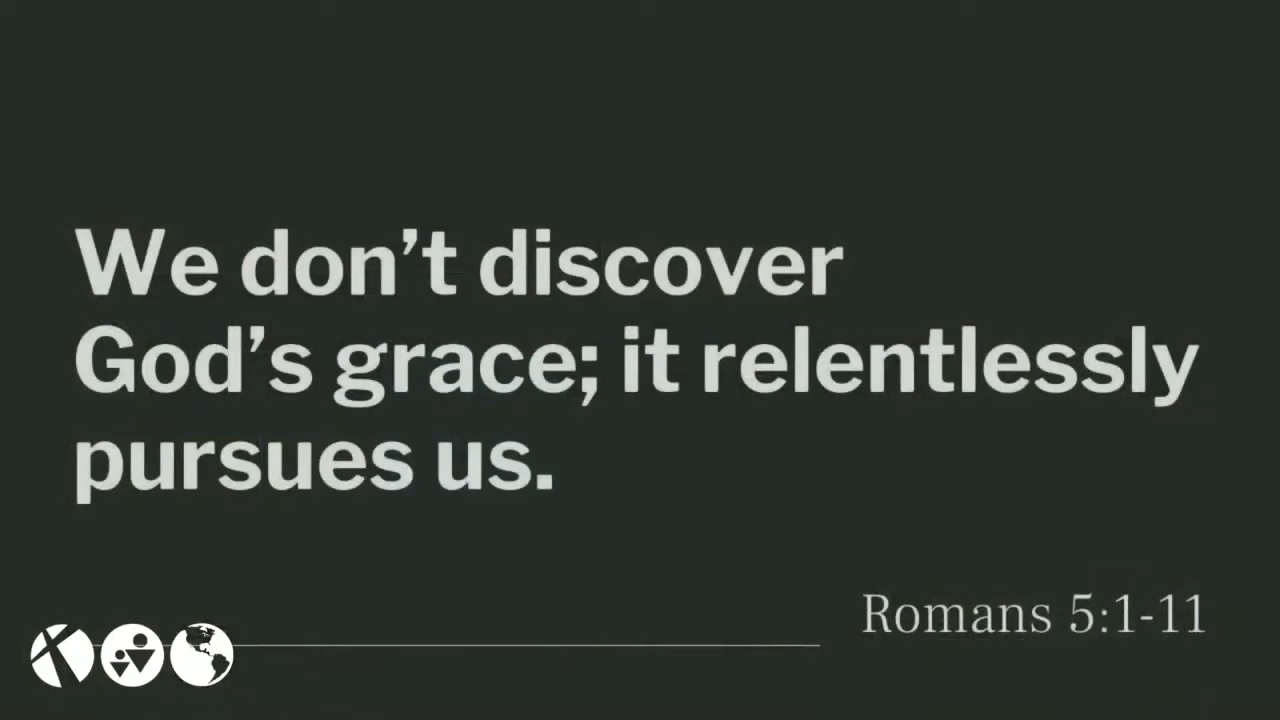 We don’t discover
God’s grace; it relentlessly
pursues us.
Romans 5:1-11